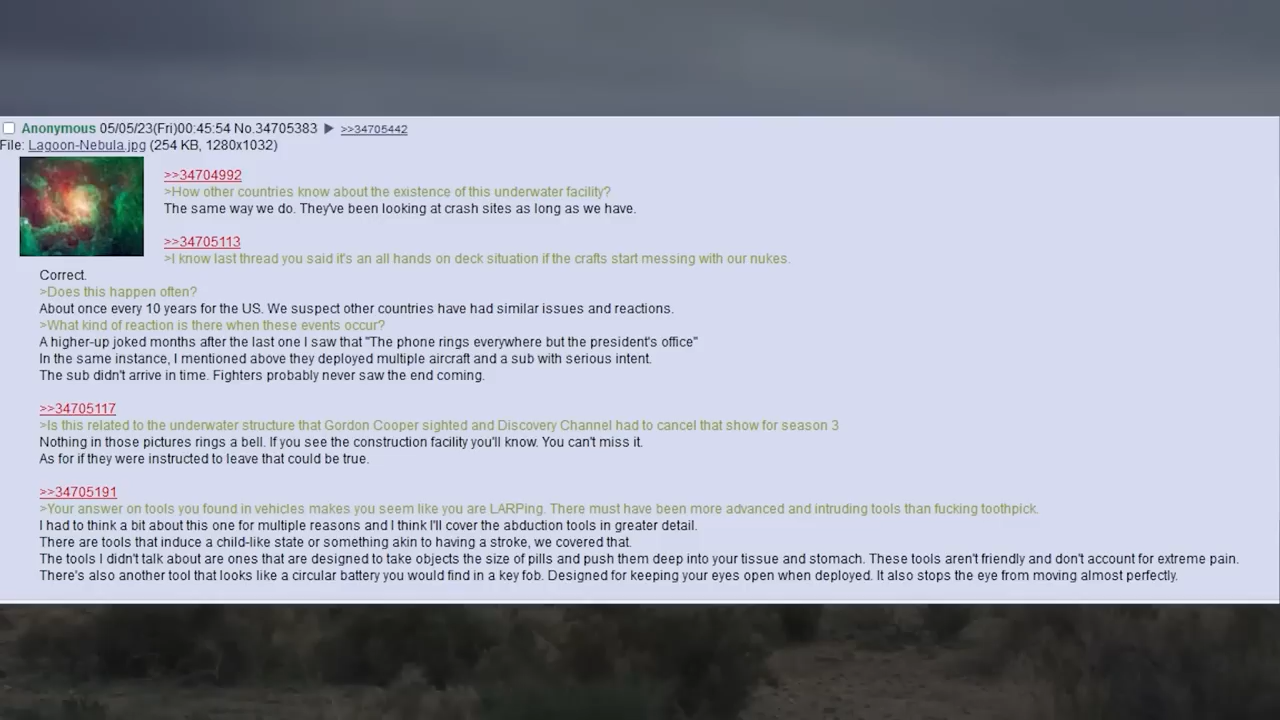 Anonymous 05/05/23(Fri)00:45:54 No.34705383 ▶ >>34705442
File: Lagoon-Nebula.jpg (254 KB, 1280x1032)
>>34704992
>How other countries know about the existence of this underwater facility?
The same way we do. They've been looking at crash sites as long as we have.
>>34705113
>I know last thread you said it's an all hands on deck situation if the crafts start messing with our nukes.
Correct.
>Does this happen often?
About once every 10 years for the US. We suspect other countries have had similar issues and reactions.
>What kind of reaction is there when these events occur?
A higher-up joked months after the last one I saw that "The phone rings everywhere but the president's office"
In the same instance, I mentioned above they deployed multiple aircraft and a sub with serious intent.
The sub didn't arrive in time. Fighters probably never saw the end coming.
>>34705117
>Is this related to the underwater structure that Gordon Cooper sighted and Discovery Channel had to cancel that show for season 3
Nothing in those pictures rings a bell. If you see the construction facility you'll know. You can't miss it.
As for if they were instructed to leave that could be true.
>>34705191
>Your answer on tools you found in vehicles makes you seem like you are LARPing. There must have been more advanced and intruding tools than fucking toothpick.
I had to think a bit about this one for multiple reasons and I think I'll cover the abduction tools in greater detail.
There are tools that induce a child-like state or something akin to having a stroke, we covered that.
The tools I didn't talk about are ones that are designed to take objects the size of pills and push them deep into your tissue and stomach. These tools aren't friendly and don't account for extreme pain.
There's also another tool that looks like a circular battery you would find in a key fob. Designed for keeping your eyes open when deployed. It also stops the eye from moving almost perfectly.